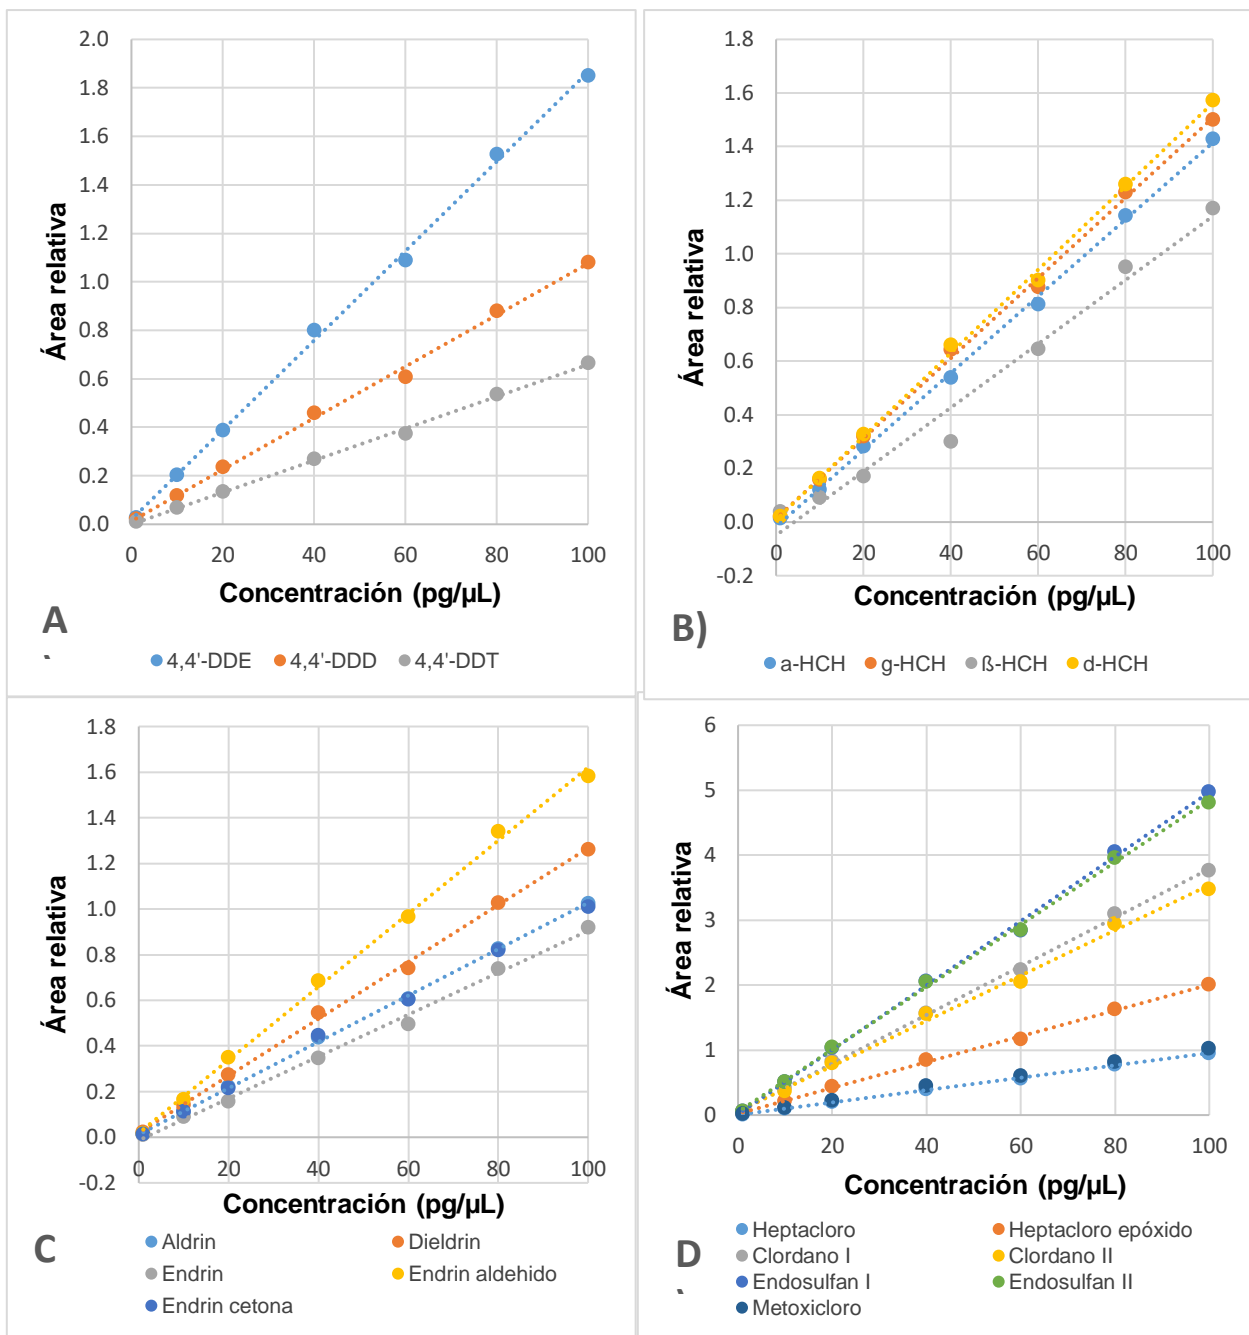 2.0
1.8
1.6
1.4
1.2
1.0
0.8
0.6
0.4
0.2
0.0
0 20 40 60 80 100
Área relativa
Concentración (pg/µL)
A
4,4'-DDE 4,4'-DDD 4,4'-DDT
1.8
1.6
1.4
1.2
1.0
0.8
0.6
0.4
0.2
0.0
-0.2
0 20 40 60 80 100
Área relativa
Concentración (pg/µL)
B)
a-HCH g-HCH ß-HCH d-HCH
1.8
1.6
1.4
1.2
1.0
0.8
0.6
0.4
0.2
0.0
-0.2
0 20 40 60 80 100
Área relativa
Concentración (pg/µL)
C
Aldrin Dieldrin
Endrin Endrin aldehido
Endrin cetona
6
5
4
3
2
1
0
0 20 40 60 80 100
Área relativa
Concentración (pg/µL)
D
Heptacloro Heptacloro epóxido
Clordano I Clordano II
Endosulfan I Endosulfan II
Metoxicloro